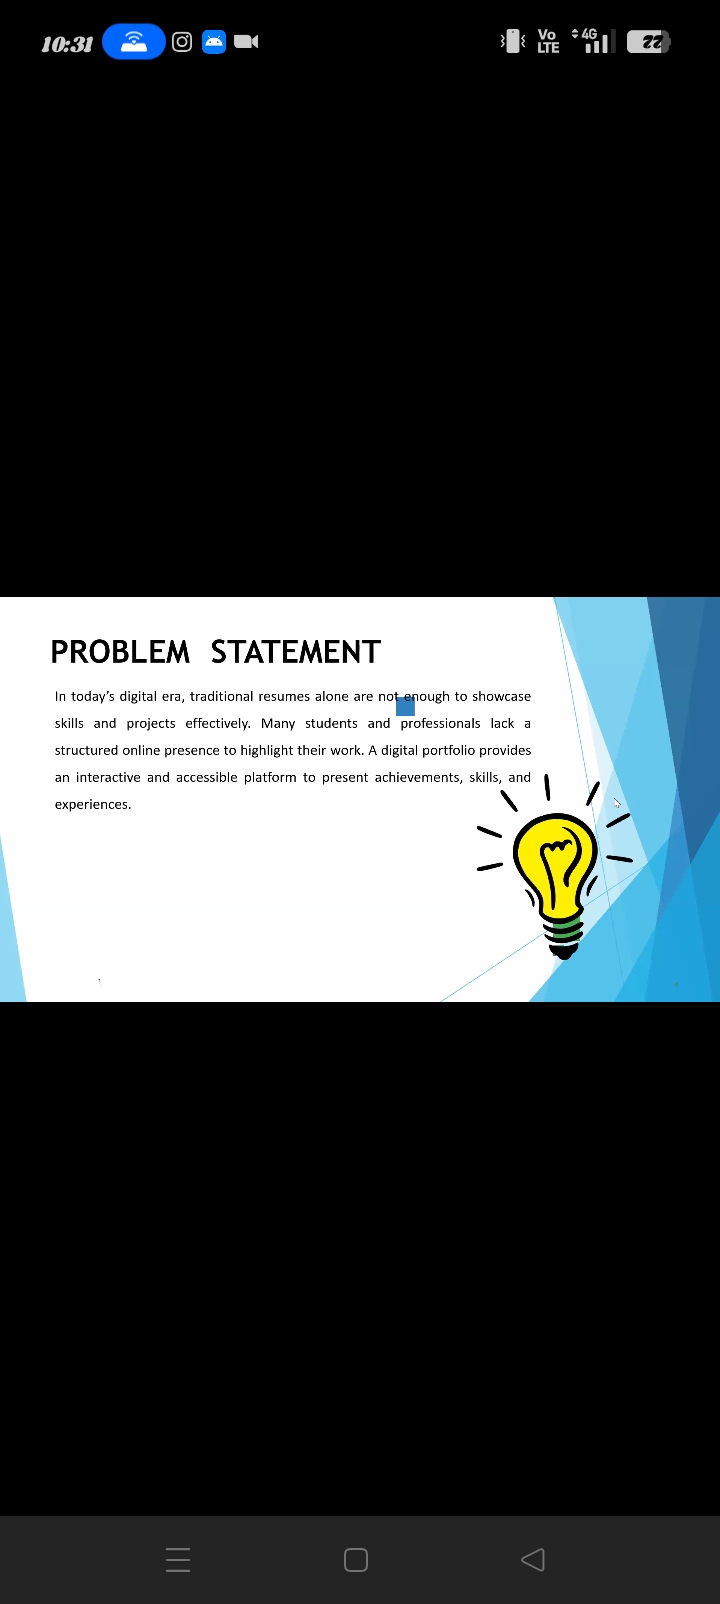 10:31
Vo
LTE
4G
22
PROBLEM STATEMENT
In today’s digital era, traditional resumes alone are not enough to showcase
skills and projects effectively. Many students and professionals lack a
structured online presence to highlight their work. A digital portfolio provides
an interactive and accessible platform to present achievements, skills, and
experiences.